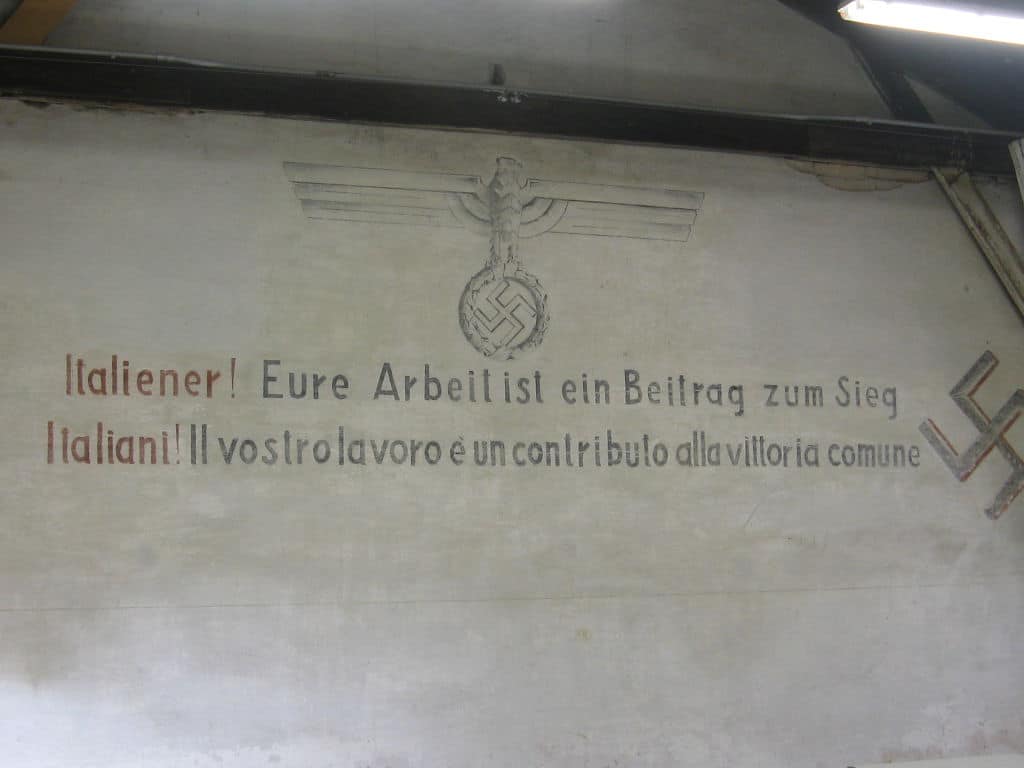 Italiener! Eure Arbeit ist ein Beitrag zum Sieg
Italiani! Il vostro lavoro è un contributo alla vittoria comune